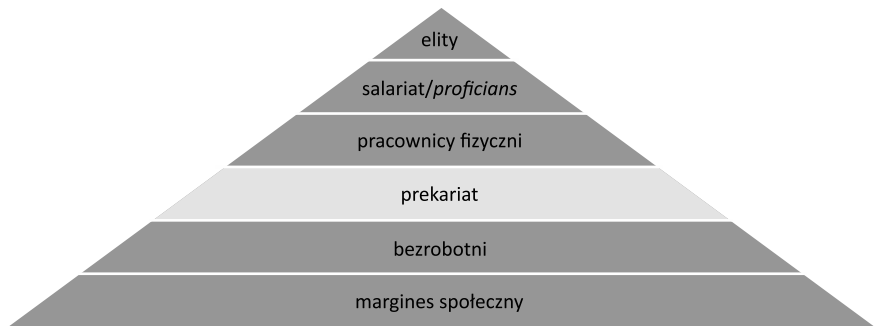 elity
salariat/proficians
pracownicy fizyczni
prekariat
bezrobotni
margines społeczny